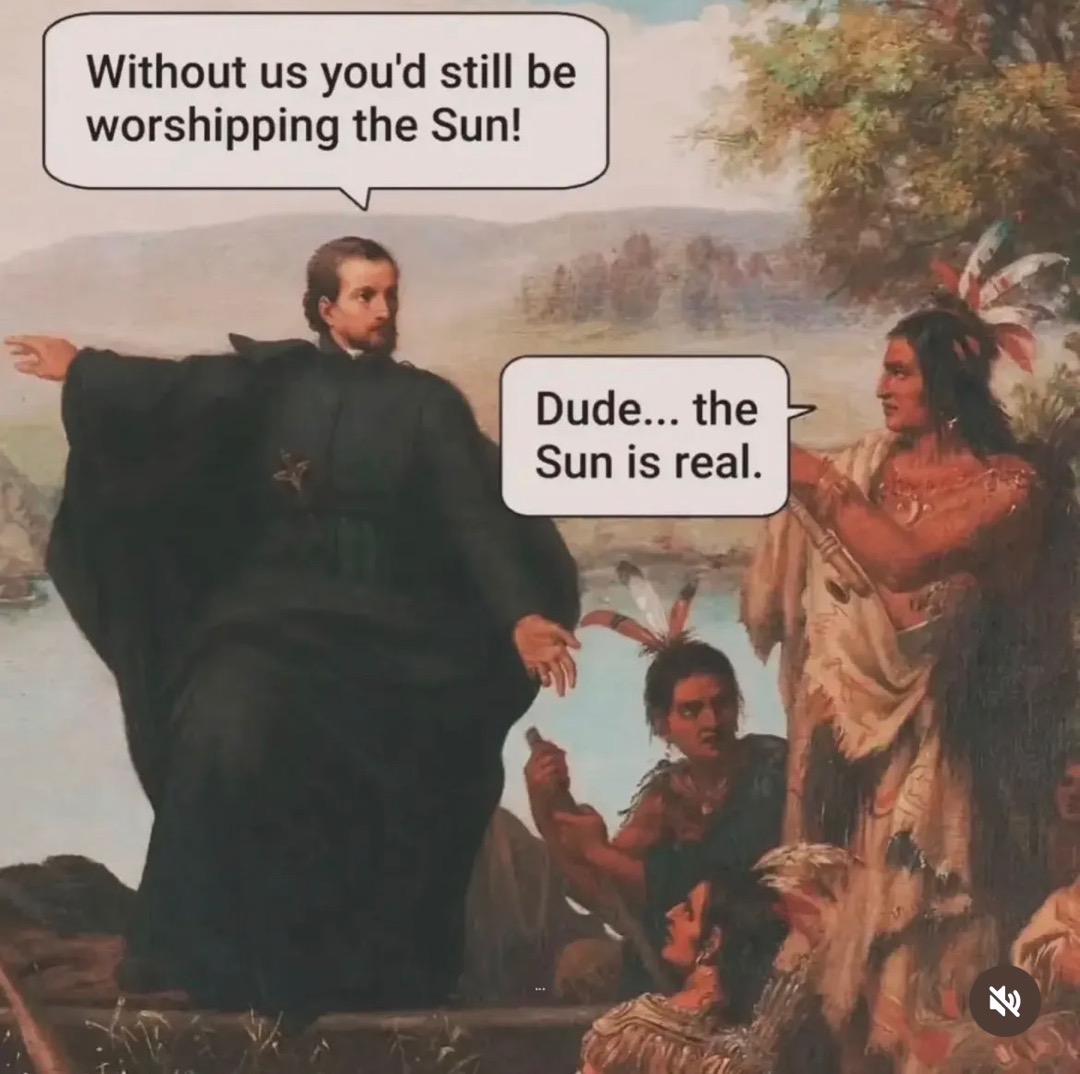 Without us you'd still be
worshipping the Sun!
Dude... the
Sun is real.
...